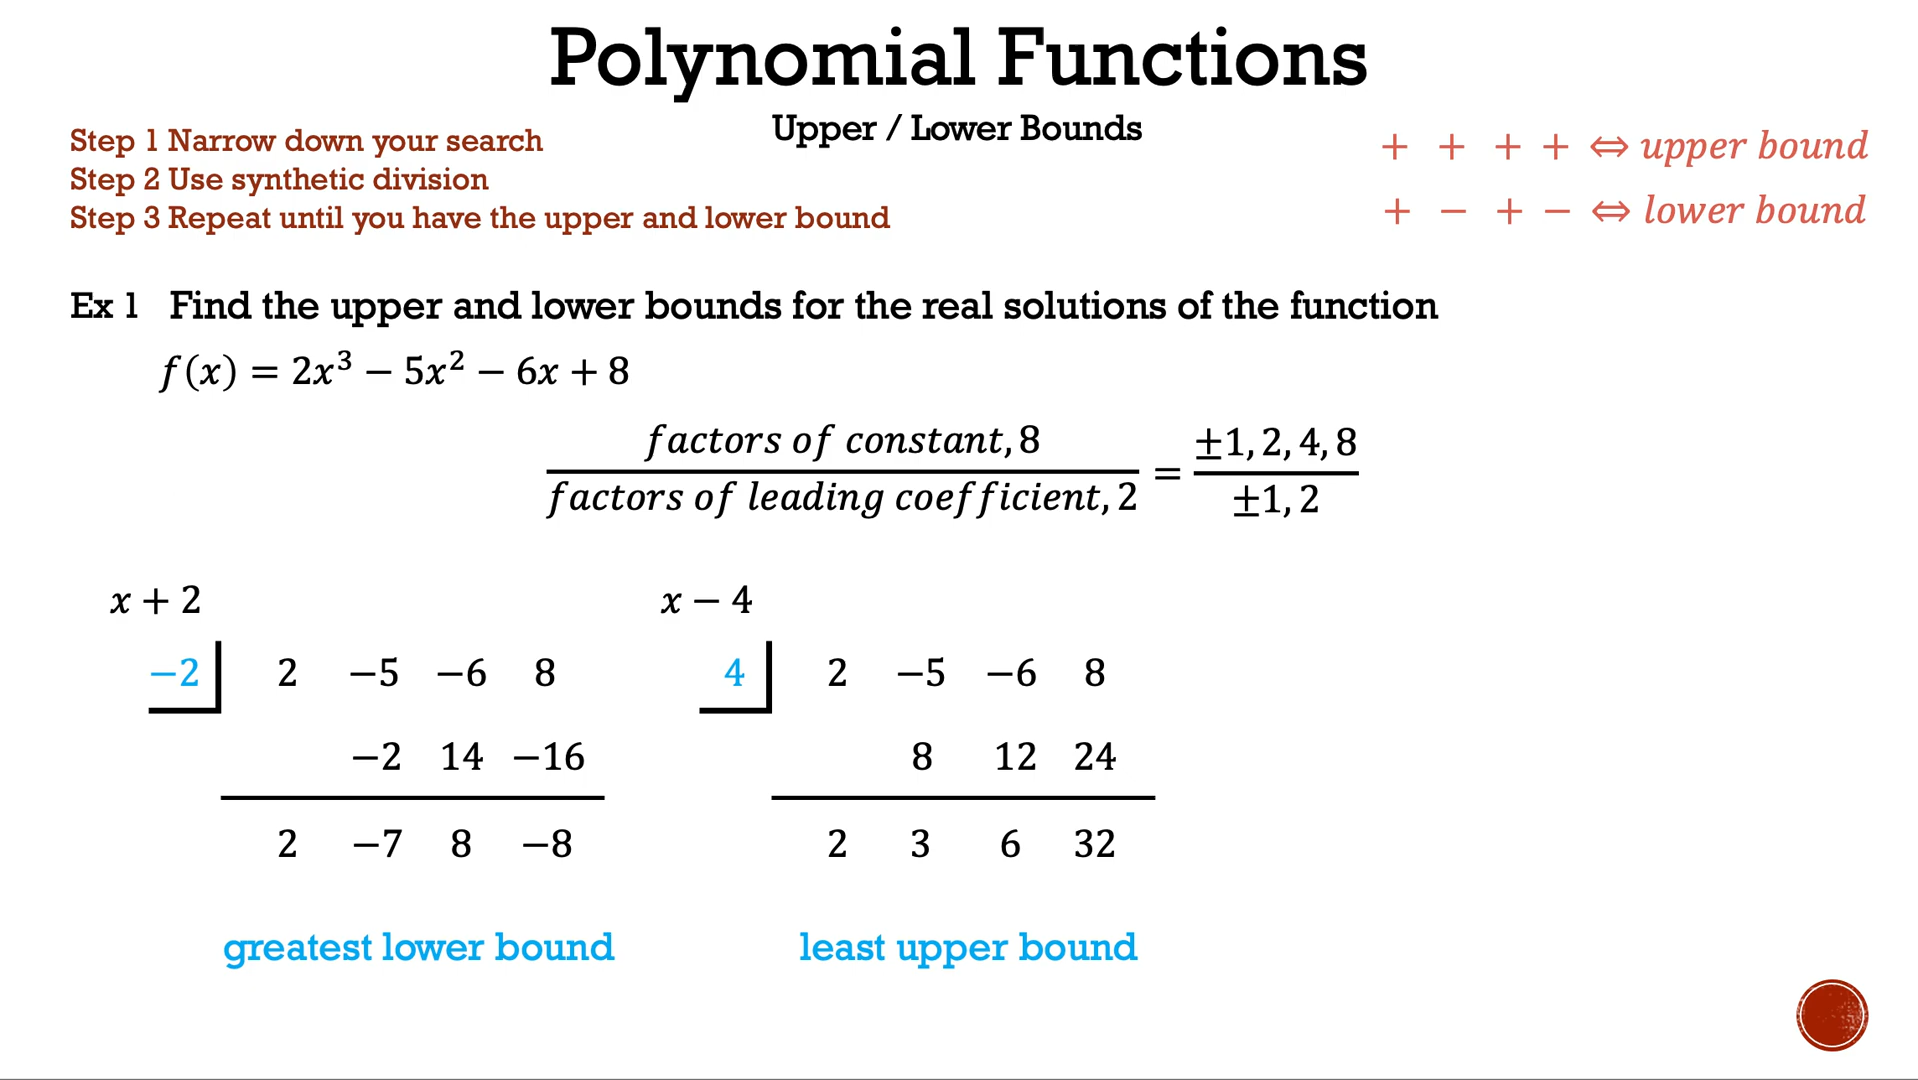 Polynomial Functions
Upper / Lower Bounds
Step 1 Narrow down your search
Step 2 Use synthetic division
Step 3 Repeat until you have the upper and lower bound
+ + + + ⇔ upper bound
+ − + − ⇔ lower bound
Ex 1 Find the upper and lower bounds for the real solutions of the function
f(x) = 2x³ − 5x² − 6x + 8
factors of constant, 8
factors of leading coefficient, 2
=
±1, 2, 4, 8
±1, 2
x + 2
−2 2 −5 −6 8
−2 14 −16
2 −7 8 −8
greatest lower bound
x − 4
4 2 −5 −6 8
8 12 24
2 3 6 32
least upper bound